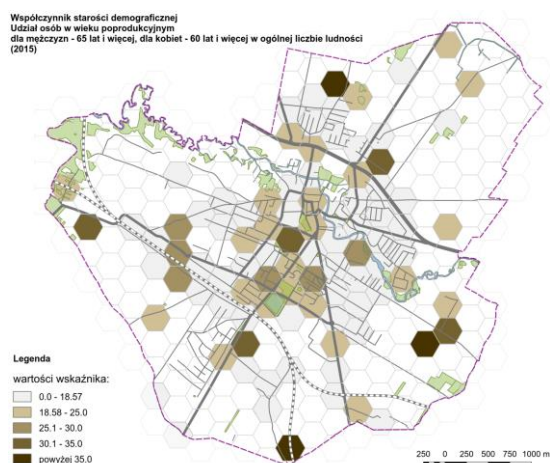 Współczynnik starości demograficznej
Udział osób w wieku poprodukcyjnym
dla mężczyzn - 65 lat i więcej, dla kobiet - 60 lat i więcej w ogólnej liczbie ludności
(2015)
Legenda
wartości wskaźnika:
0.0 - 18.57
18.58 - 25.0
25.1 - 30.0
30.1 - 35.0
powyżej 35.0
250 0 250 500 750 1000 m